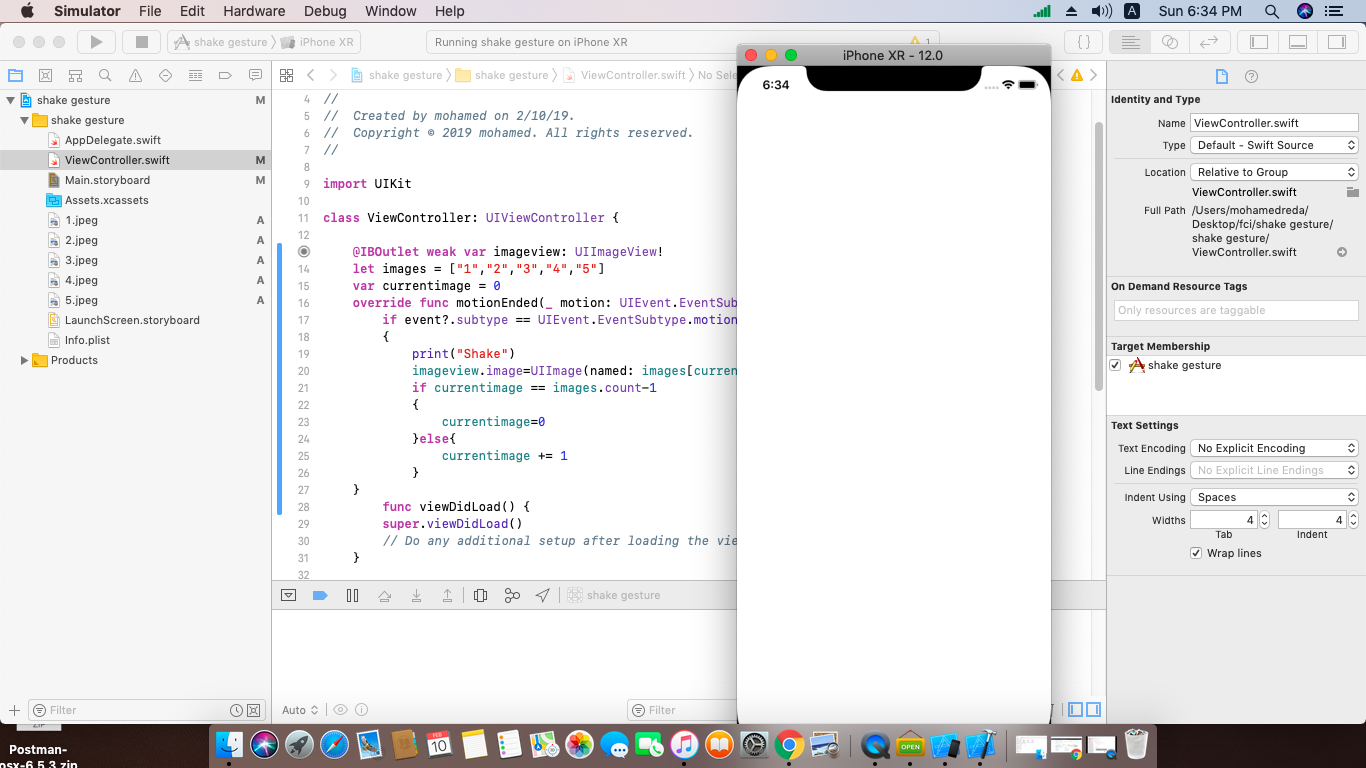 Simulator File Edit Hardware Debug Window Help A Sun 6:34 PM
shake gesture iPhone XR Running shake gesture on iPhone XR 1 {}
iPhone XR - 12.0
6:34
shake gesture shake gesture ViewController.swift No Sele
shake gesture M
shake gesture
AppDelegate.swift
ViewController.swift M
Main.storyboard M
Assets.xcassets
1.jpeg A
2.jpeg A
3.jpeg A
4.jpeg A
5.jpeg A
LaunchScreen.storyboard
Info.plist
Products
Filter
4 //
5 //  Created by mohamed on 2/10/19.
6 //  Copyright © 2019 mohamed. All rights reserved.
7 //
8
9 import UIKit
10
11 class ViewController: UIViewController {
12
@IBOutlet weak var imageview: UIImageView!
14 let images = ["1","2","3","4","5"]
15 var currentimage = 0
16 override func motionEnded(_ motion: UIEvent.EventSub
17 if event?.subtype == UIEvent.EventSubtype.motion
18 {
19 print("Shake")
20 imageview.image=UIImage(named: images[curren
21 if currentimage == images.count-1
22 {
23 currentimage=0
24 }else{
25 currentimage += 1
26 }
27 }
28 func viewDidLoad() {
29 super.viewDidLoad()
30 // Do any additional setup after loading the vie
31 }
32
shake gesture
Auto
Filter
Identity and Type
Name ViewController.swift
Type Default - Swift Source
Location Relative to Group
ViewController.swift
Full Path /Users/mohamedreda/
Desktop/fci/shake gesture/
shake gesture/
ViewController.swift
On Demand Resource Tags
Only resources are taggable
Target Membership
shake gesture
Text Settings
Text Encoding No Explicit Encoding
Line Endings No Explicit Line Endings
Indent Using Spaces
Widths 4 4
Tab Indent
Wrap lines
ZIP
Postman-
osx-6.5.3.zip
FEB
10
OPEN